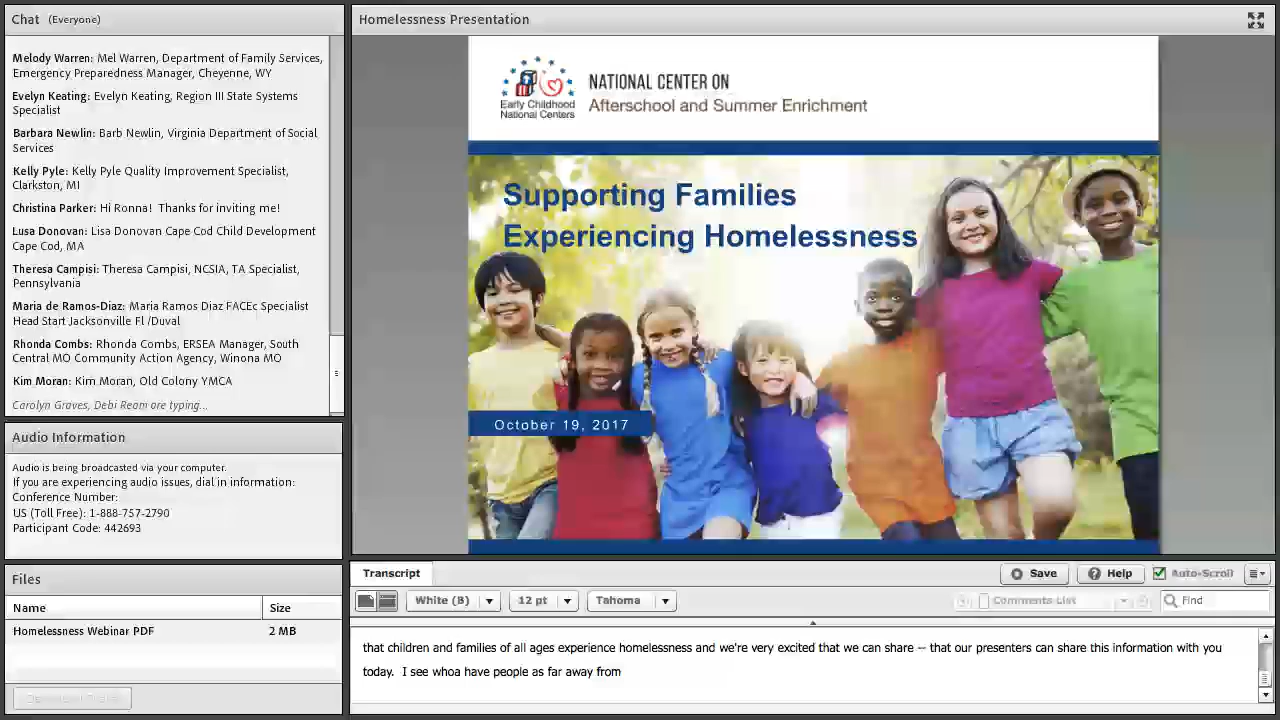 Chat (Everyone)
Melody Warren: Mel Warren, Department of Family Services,
Emergency Preparedness Manager, Cheyenne, WY
Evelyn Keating: Evelyn Keating, Region III State Systems
Specialist
Barbara Newlin: Barb Newlin, Virginia Department of Social
Services
Kelly Pyle: Kelly Pyle Quality Improvement Specialist,
Clarkston, MI
Christina Parker: Hi Ronna! Thanks for inviting me!
Lusa Donovan: Lisa Donovan Cape Cod Child Development
Cape Cod, MA
Theresa Campisi: Theresa Campisi, NCSIA, TA Specialist,
Pennsylvania
Maria de Ramos-Diaz: Maria Ramos Diaz FACEc Specialist
Head Start Jacksonville Fl /Duval
Rhonda Combs: Rhonda Combs, ERSEA Manager, South
Central MO Community Action Agency, Winona MO
Kim Moran: Kim Moran, Old Colony YMCA
Carolyn Graves, Debi Ream are typing...
Audio Information
Audio is being broadcasted via your computer.
If you are experiencing audio issues, dial in information:
Conference Number:
US (Toll Free): 1-888-757-2790
Participant Code: 442693
Files
Name Size
Homelessness Webinar PDF 2 MB
Homelessness Presentation
Early Childhood
National Centers
NATIONAL CENTER ON
Afterschool and Summer Enrichment
Supporting Families
Experiencing Homelessness
October 19, 2017
Transcript Save Help Auto-Scroll
White (B) 12 pt Tahoma Comments List Find
that children and families of all ages experience homelessness and we're very excited that we can share -- that our presenters can share this information with you
today. I see whoa have people as far away from